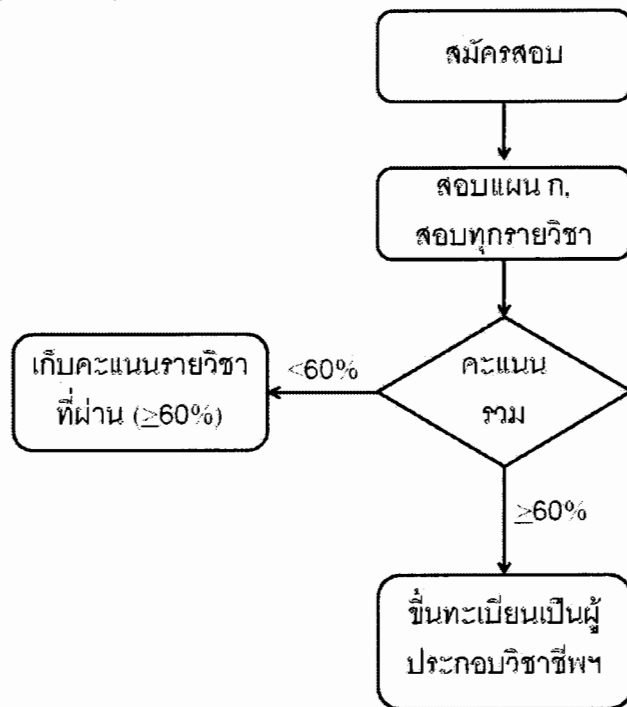 สมัครสอบ
สอบแผน ก,
สอบทุกรายวิชา
คะแนน
รวม
<60%
เก็บคะแนนรายวิชา
ที่ผ่าน (≥60%)
≥60%
ขึ้นทะเบียนเป็นผู้
ประกอบวิชาชีพฯ